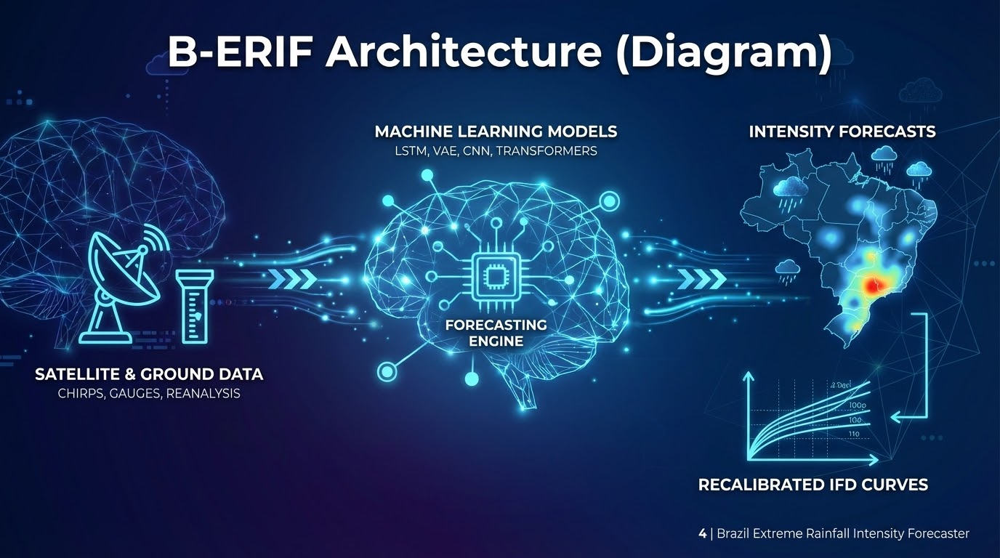 B-ERIF Architecture (Diagram)
MACHINE LEARNING MODELS
LSTM, VAE, CNN, TRANSFORMERS
INTENSITY FORECASTS
FORECASTING
ENGINE
SATELLITE & GROUND DATA
CHIRPS, GAUGES, REANALYSIS
100
110
RECALIBRATED IFD CURVES
4 | Brazil Extreme Rainfall Intensity Forecaster